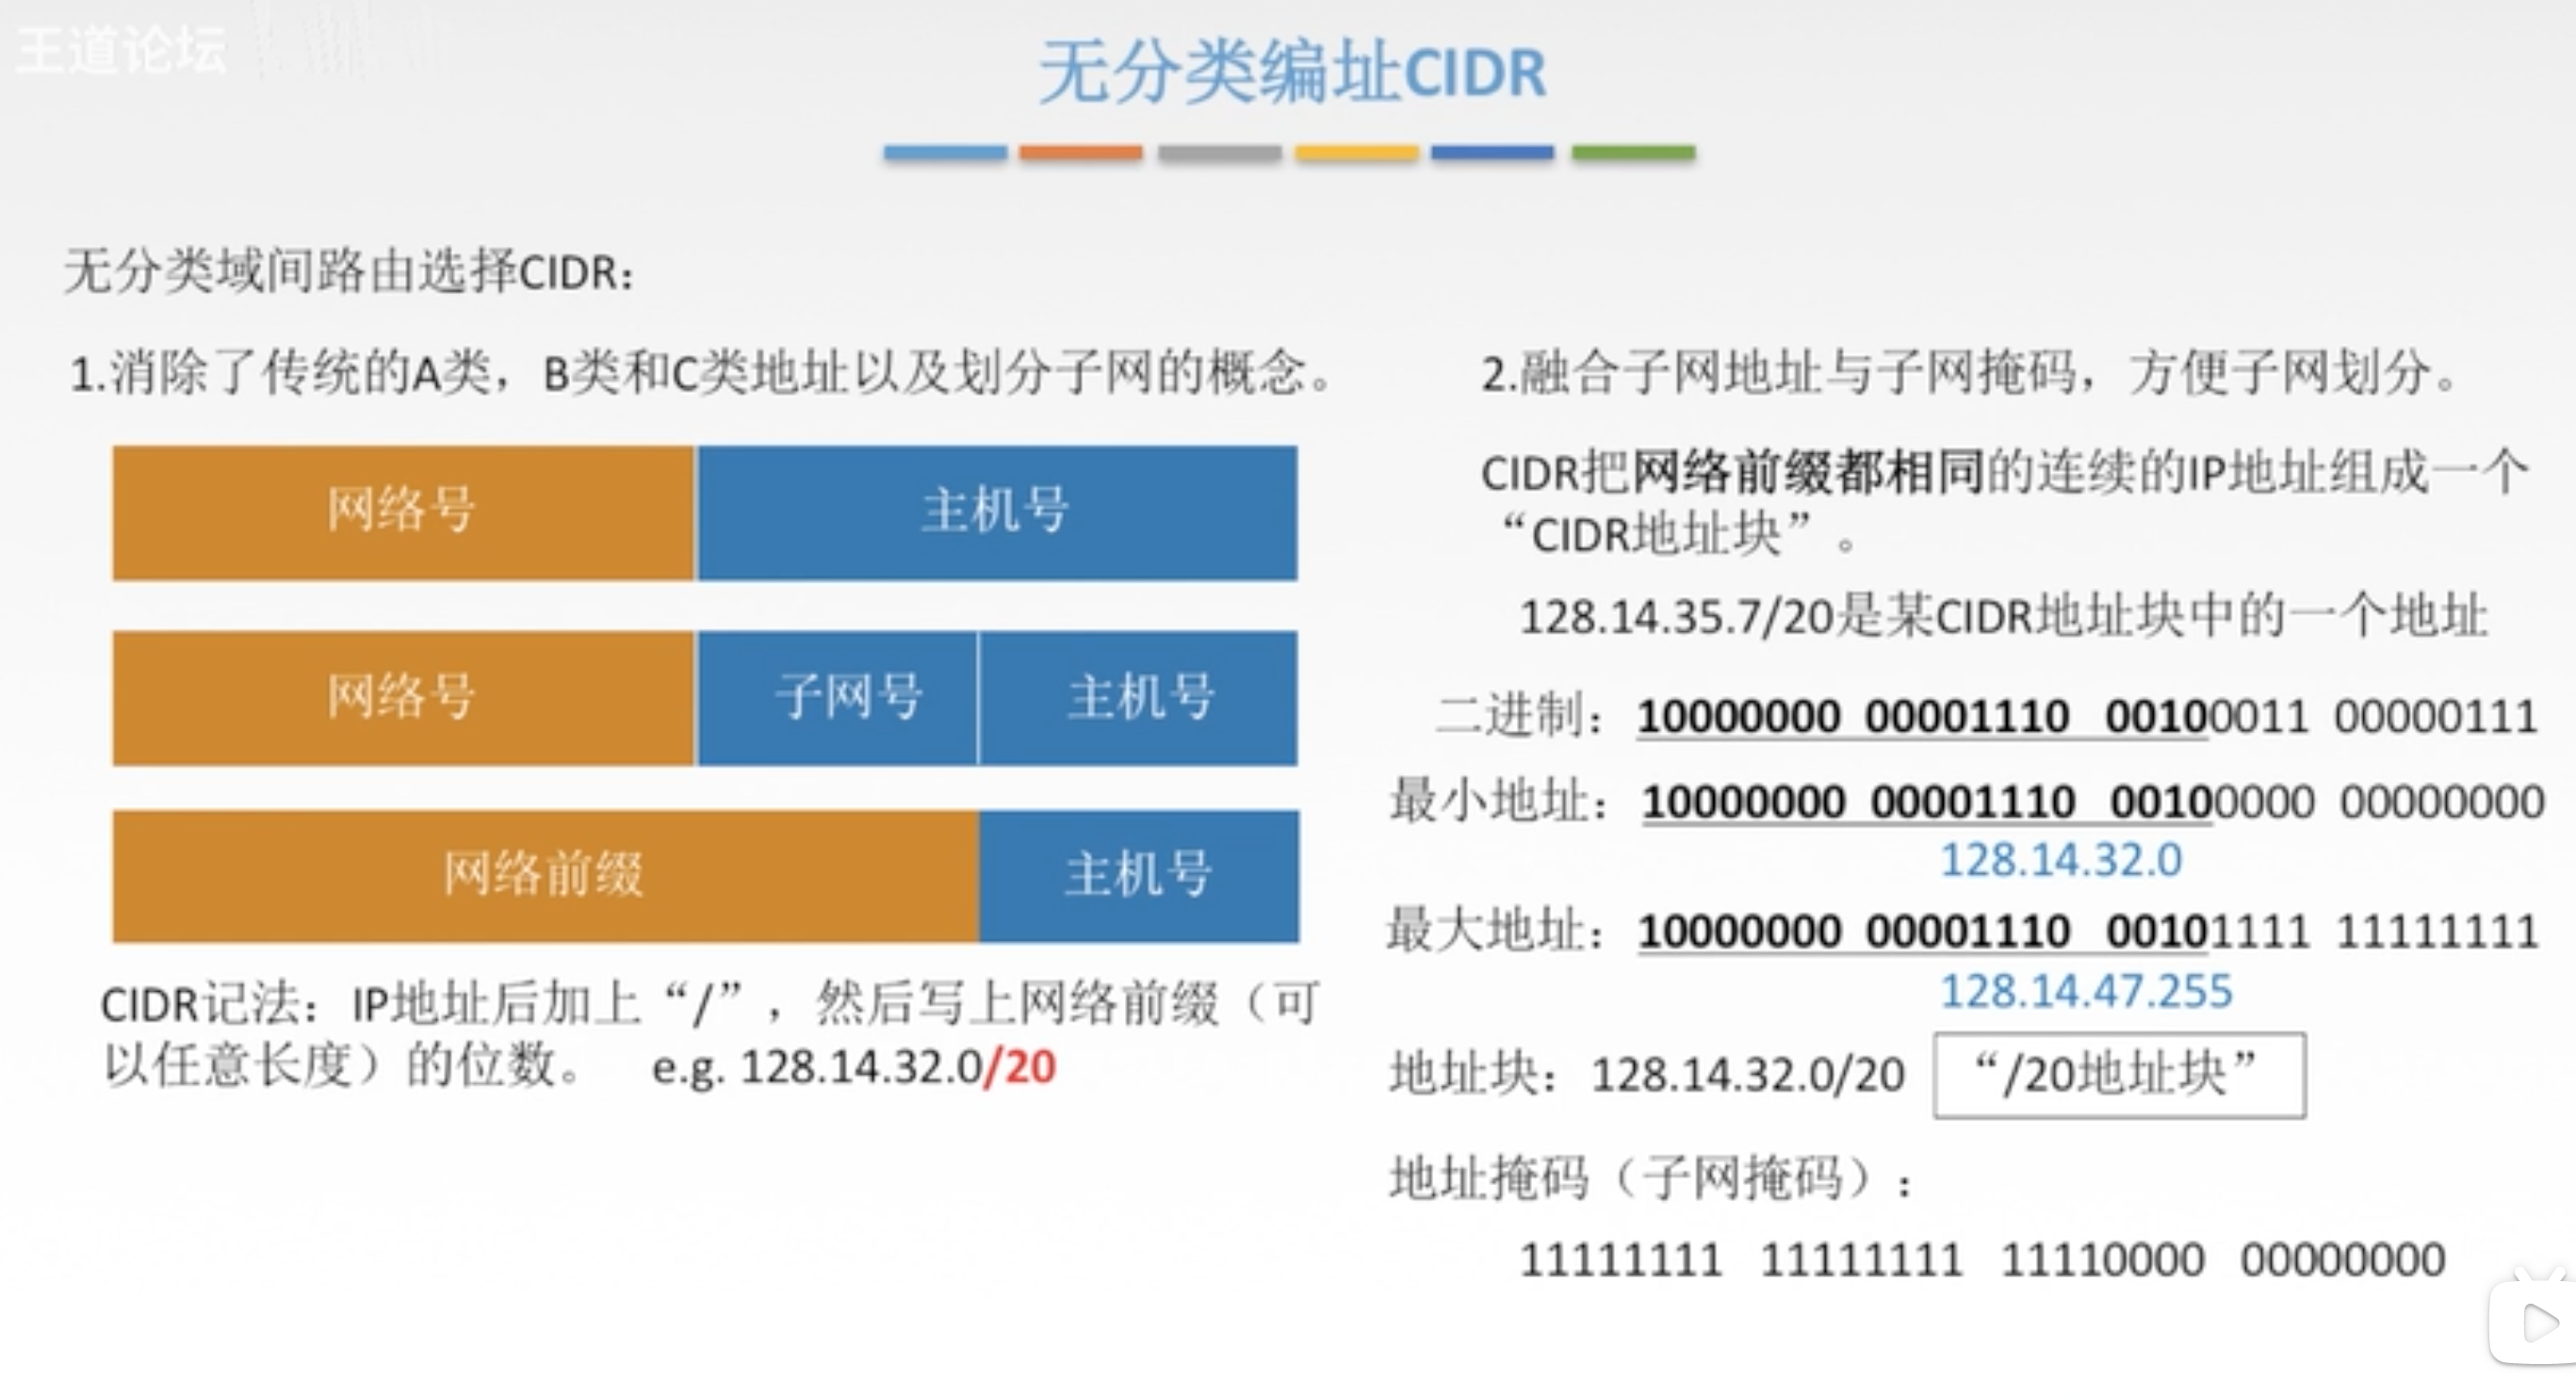 王道论坛
无分类编址CIDR
无分类域间路由选择CIDR：
1.消除了传统的A类，B类和C类地址以及划分子网的概念。
网络号 主机号
网络号 子网号 主机号
网络前缀 主机号
CIDR记法：IP地址后加上“/”，然后写上网络前缀（可
以任意长度）的位数。 e.g. 128.14.32.0/20
2.融合子网地址与子网掩码，方便子网划分。
CIDR把网络前缀都相同的连续的IP地址组成一个
“CIDR地址块”。
128.14.35.7/20是某CIDR地址块中的一个地址
二进制：10000000 00001110 00100011 00000111
最小地址：10000000 00001110 00100000 00000000
128.14.32.0
最大地址：10000000 00001110 00101111 11111111
128.14.47.255
地址块：128.14.32.0/20 “/20地址块”
地址掩码（子网掩码）：
11111111 11111111 11110000 00000000